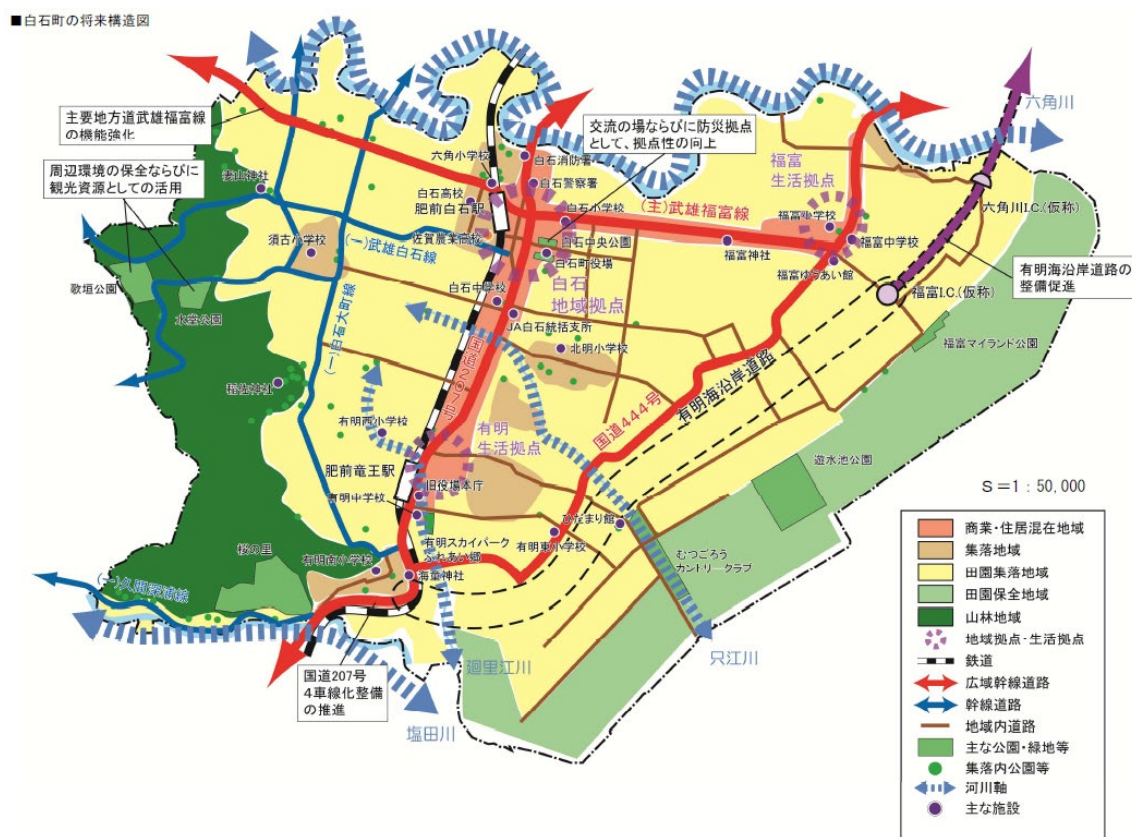 ■白石町の将来構造図
主要地方道武雄福富線
の機能強化
周辺環境の保全ならびに
観光資源としての活用
交流の場ならびに防災拠点
として、拠点性の向上
六角川
六角小学校
白石消防署
白石警察署
妻山神社
白石高校
肥前白石駅
白石小学校
(主)武雄福富線
福富
生活拠点
福富小学校
六角川I.C.(仮称)
須古小学校
(一)武雄白石線
佐賀農業高校
白石中央公園
白石町役場
福富神社
福富中学校
福富ゆうあい館
有明海沿岸道路の
整備促進
歌垣公園
水堂公園
(一)白石大町線
白石中学校
白石
地域拠点
福富I.C.(仮称)
JA白石統括支所
北明小学校
国道207号
福富マイランド公園
稲佐神社
有明海沿岸道路
国道444号
有明西小学校
有明
生活拠点
肥前竜王駅
旧役場本庁
有明中学校
遊水池公園
S=1:50,000
ひだまり館
有明スカイパーク
ふれあい郷
有明東小学校
桜の里
有明南小学校
海童神社
むつごろう
カントリークラブ
(一)久間深浦線
国道207号
4車線化整備
の推進
廻里江川
只江川
塩田川
商業・住居混在地域
集落地域
田園集落地域
田園保全地域
山林地域
地域拠点・生活拠点
鉄道
広域幹線道路
幹線道路
地域内道路
主な公園・緑地等
集落内公園等
河川軸
主な施設